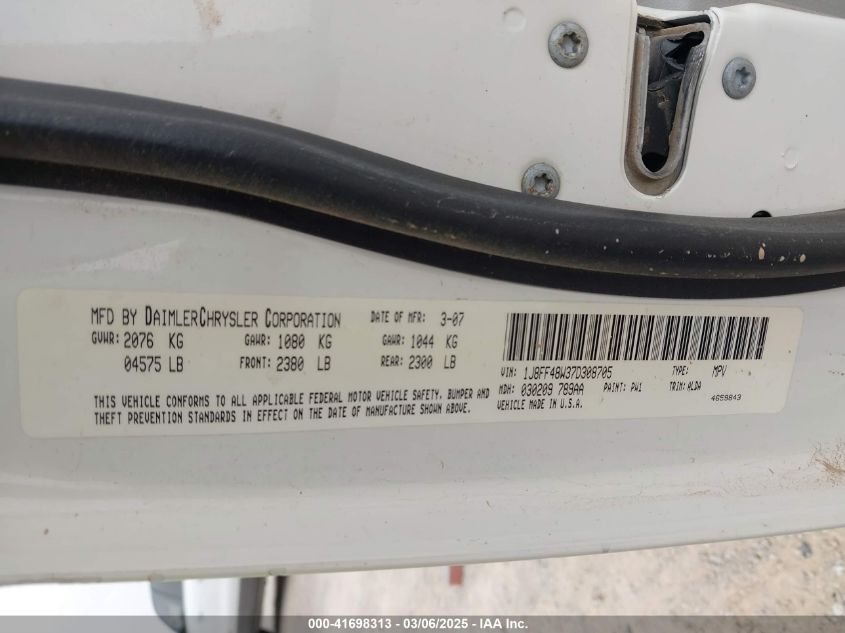 MFD BY DAIMLERCHRYSLER CORPORATION DATE OF MFR: 3-07
GVWR: 2076 KG GAWR: 1080 KG GAWR: 1044 KG
04575 LB FRONT: 2380 LB REAR: 2300 LB
THIS VEHICLE CONFORMS TO ALL APPLICABLE FEDERAL MOTOR VEHICLE SAFETY, BUMPER AND
THEFT PREVENTION STANDARDS IN EFFECT ON THE DATE OF MANUFACTURE SHOWN ABOVE.
VIN: 1J8FF48W37D308705 TYPE: MPV
MDH: 030209 789AA PAINT: PW1 TRIM: HLDA
VEHICLE MADE IN U.S.A. 4659843
000-41698313 - 03/06/2025 - IAA Inc.